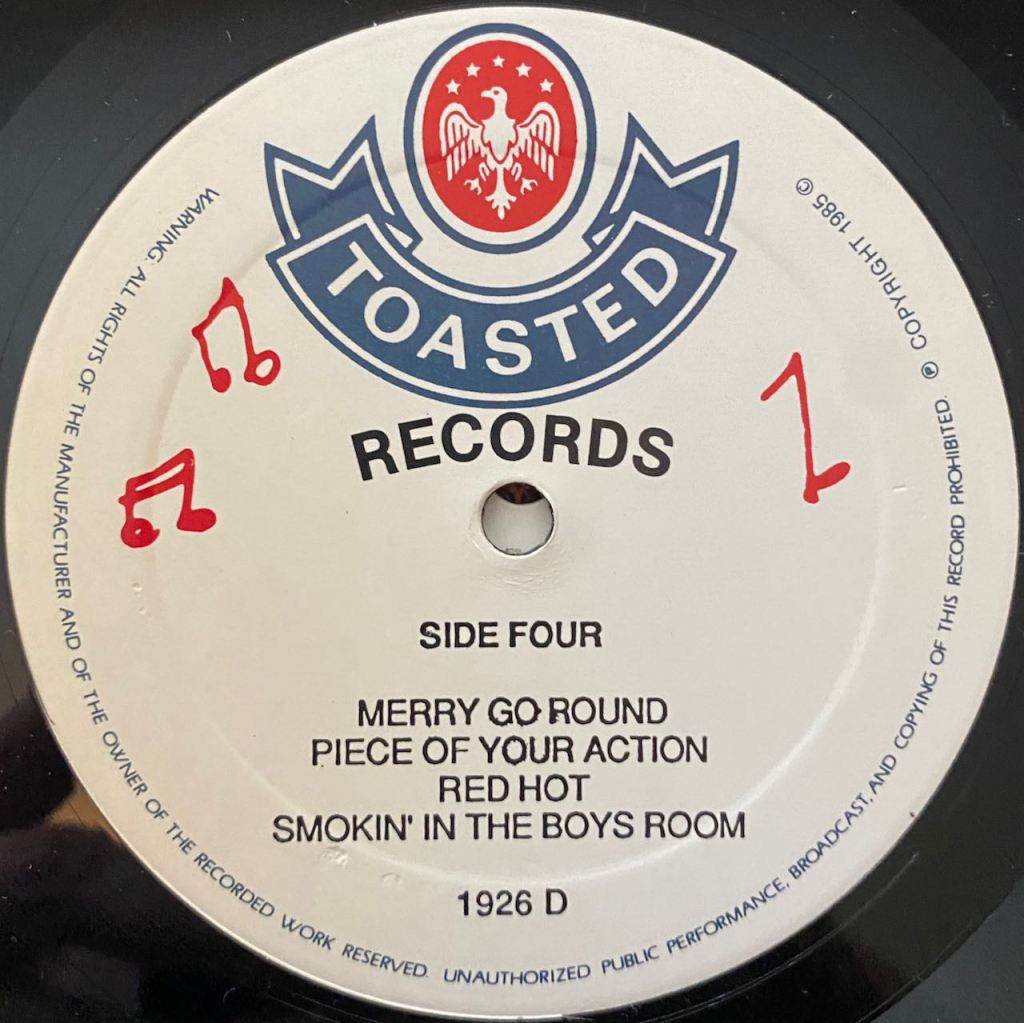 TOASTED
RECORDS
SIDE FOUR
MERRY GO ROUND
PIECE OF YOUR ACTION
RED HOT
SMOKIN' IN THE BOYS ROOM
1926 D
WARNING. ALL RIGHTS OF THE MANUFACTURER AND OF THE OWNER OF THE RECORDED WORK RESERVED. UNAUTHORIZED PUBLIC PERFORMANCE, BROADCAST, AND COPYING OF THIS RECORD PROHIBITED. ℗ COPYRIGHT 1985 ©